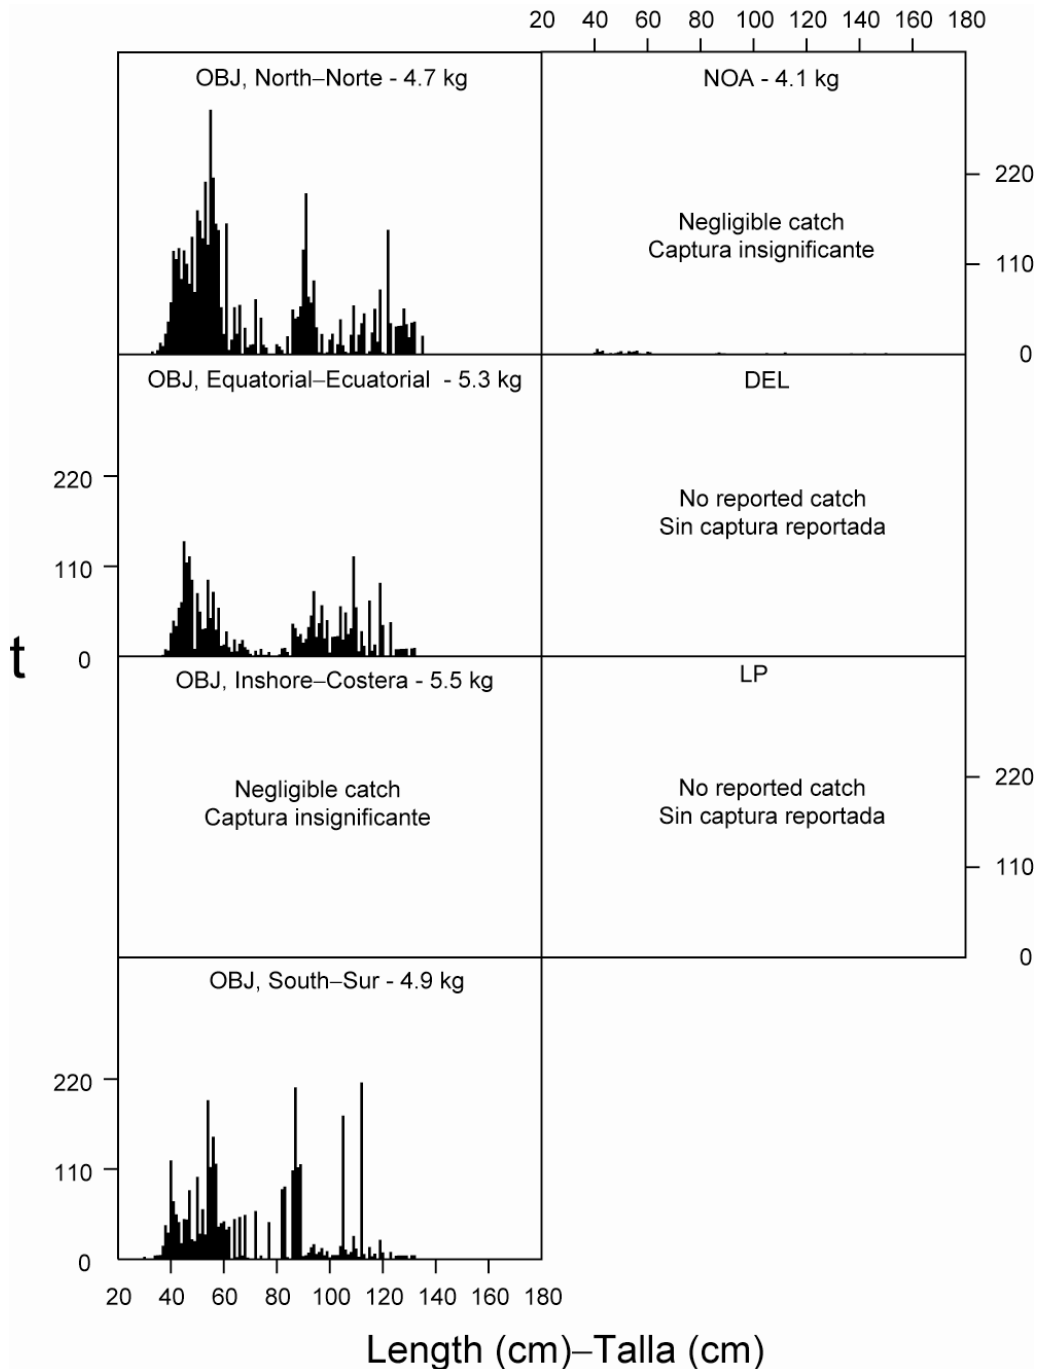 20 40 60 80 100 120 140 160 180
OBJ, North–Norte - 4.7 kg
NOA - 4.1 kg
Negligible catch
Captura insignificante
220
110
0
OBJ, Equatorial–Ecuatorial - 5.3 kg
DEL
No reported catch
Sin captura reportada
220
110
0
t
OBJ, Inshore–Costera - 5.5 kg
LP
Negligible catch
Captura insignificante
No reported catch
Sin captura reportada
220
110
0
OBJ, South–Sur - 4.9 kg
220
110
0
20 40 60 80 100 120 140 160 180
Length (cm)–Talla (cm)